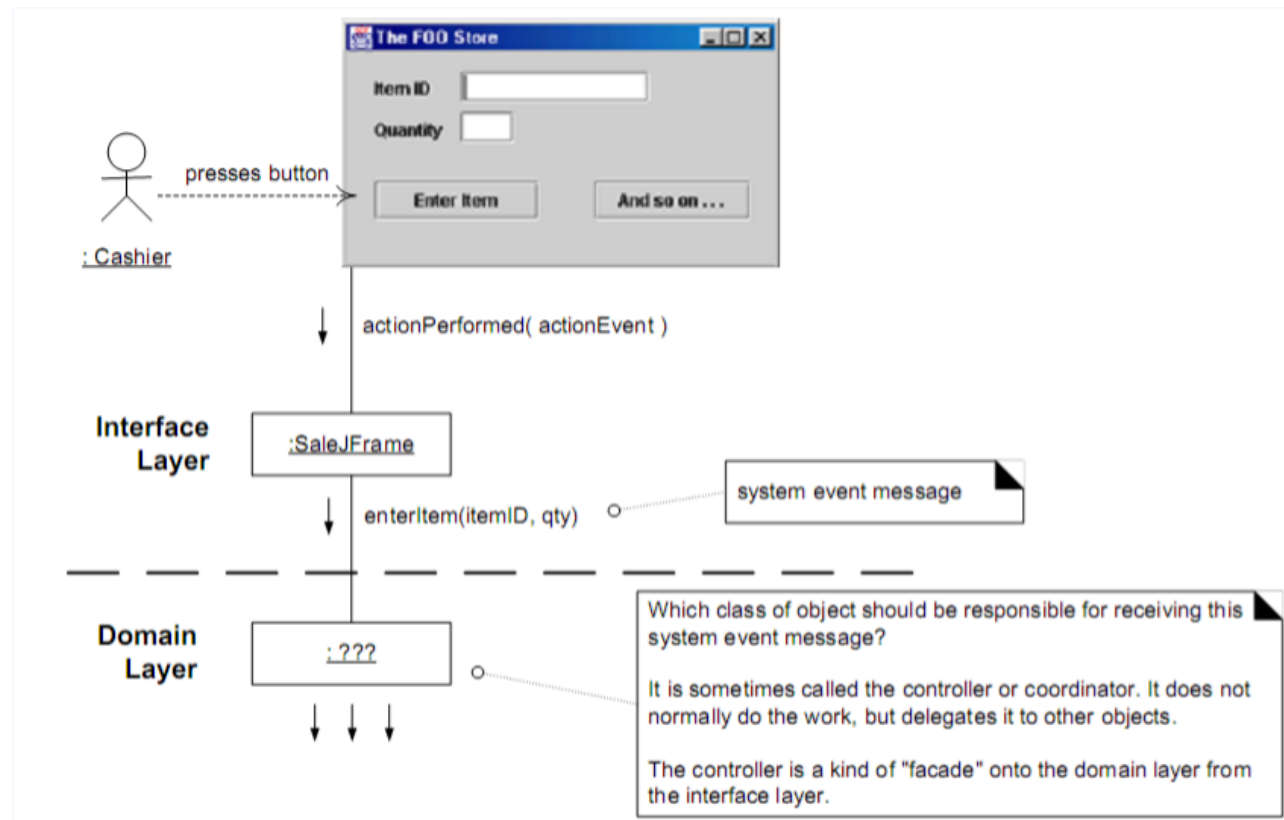 The FOO Store
Item ID
Quantity
presses button
Enter Item
And so on . . .
: Cashier
actionPerformed( actionEvent )
Interface
Layer
:SaleJFrame
system event message
enterItem(itemID, qty)
Domain
Layer
: ???
Which class of object should be responsible for receiving this
system event message?
It is sometimes called the controller or coordinator. It does not
normally do the work, but delegates it to other objects.
The controller is a kind of "facade" onto the domain layer from
the interface layer.